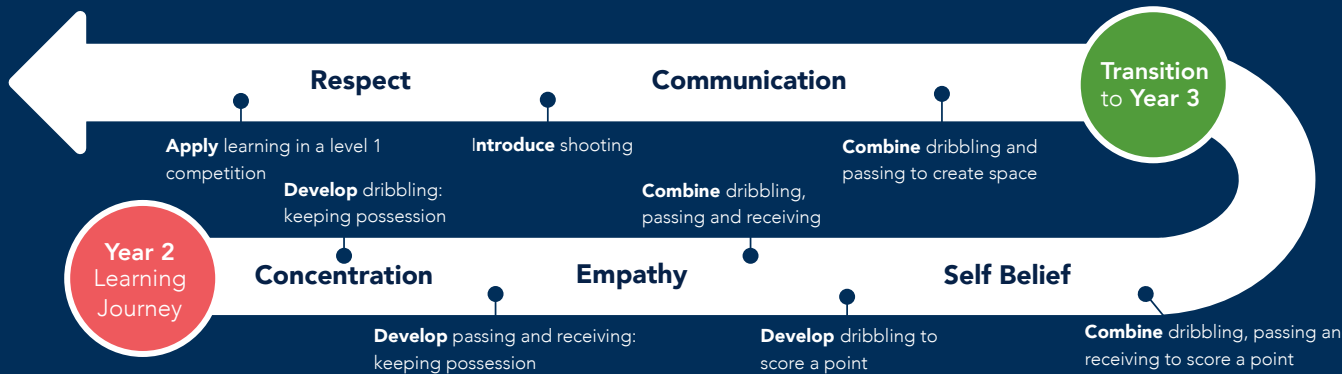 Respect
Communication
Transition
to Year 3
Apply learning in a level 1
competition
Introduce shooting
Combine dribbling and
passing to create space
Develop dribbling:
keeping possession
Combine dribbling,
passing and receiving
Year 2
Learning
Journey
Concentration
Empathy
Self Belief
Develop passing and receiving:
keeping possession
Develop dribbling to
score a point
Combine dribbling, passing an
receiving to score a point